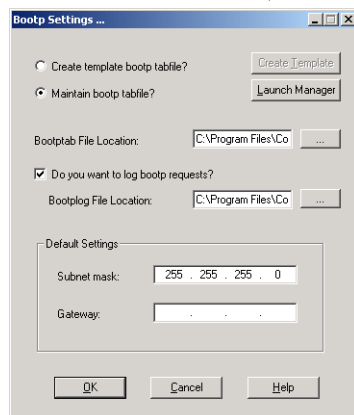 Bootp Settings ...
Create template bootp tabfile?
Create Template
Maintain bootp tabfile?
Launch Manager
Bootptab File Location:
C:\Program Files\Co
...
Do you want to log bootp requests?
Bootplog File Location:
C:\Program Files\Co
...
Default Settings
Subnet mask:
255 . 255 . 255 . 0
Gateway:
. . .
OK
Cancel
Help